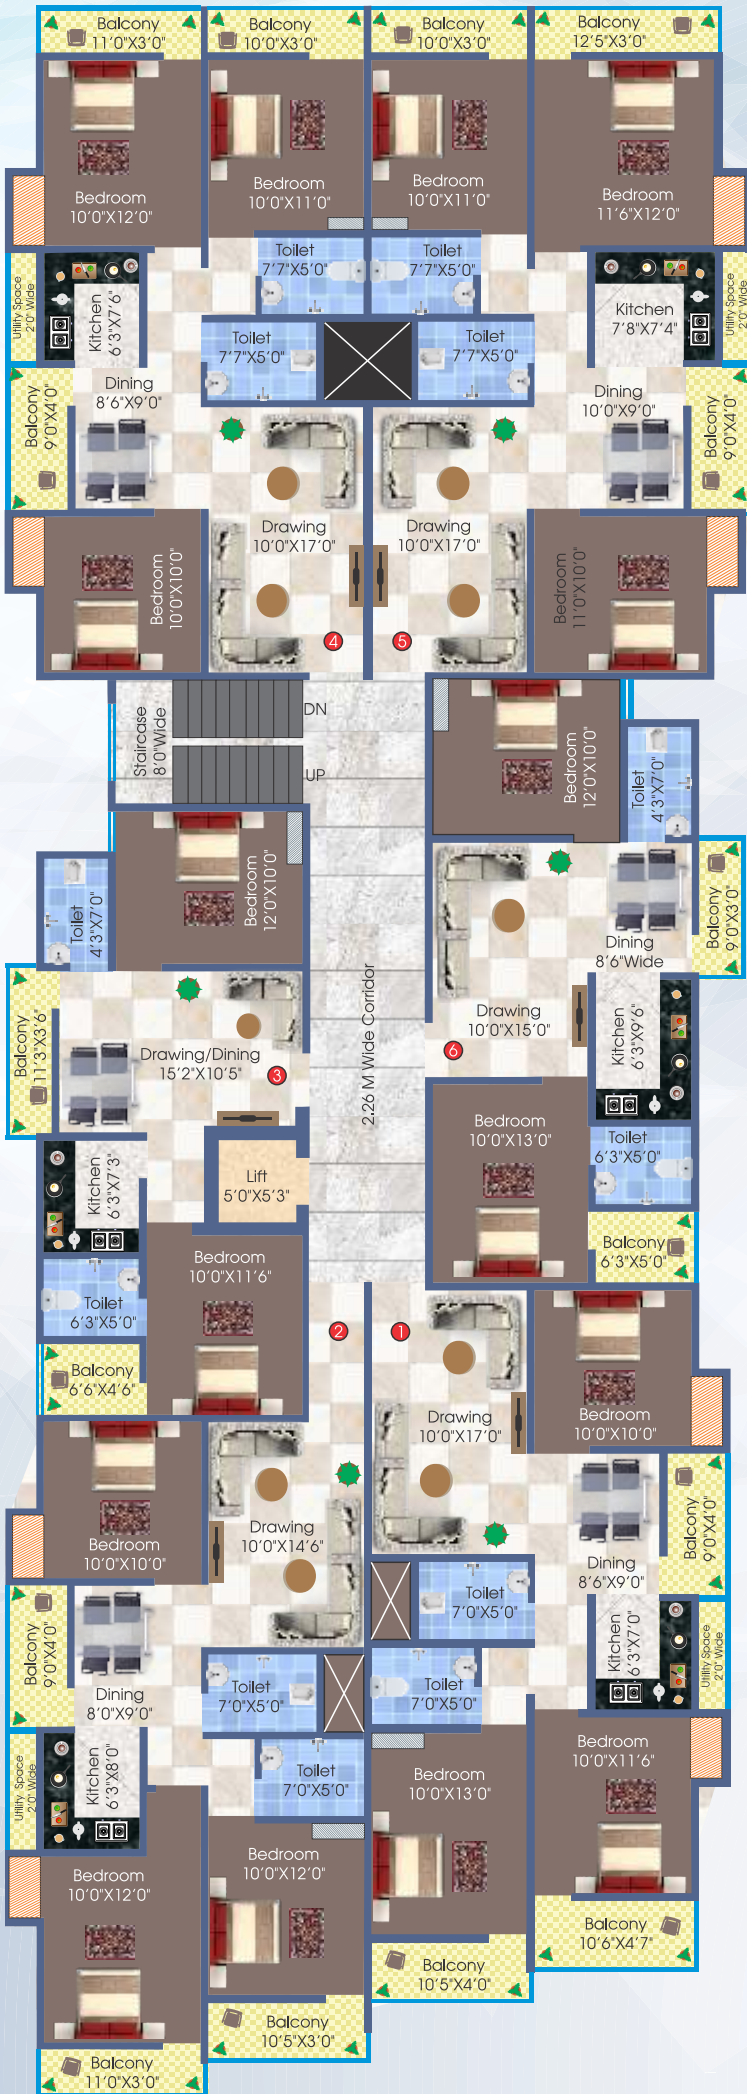 Balcony
11'0"X3'0"
Balcony
10'0"X3'0"
Balcony
10'0"X3'0"
Balcony
12'5"X3'0"
Bedroom
10'0"X12'0"
Bedroom
10'0"X11'0"
Bedroom
10'0"X11'0"
Bedroom
11'6"X12'0"
Toilet
7'7"X5'0"
Toilet
7'7"X5'0"
Utility Space
2'0" Wide
Kitchen
6'3"X7'6"
Toilet
7'7"X5'0"
Toilet
7'7"X5'0"
Kitchen
7'8"X7'4"
Utility Space
2'0" Wide
Balcony
9'0"X4'0"
Dining
8'6"X9'0"
Dining
10'0"X9'0"
Balcony
9'0"X4'0"
Drawing
10'0"X17'0"
Drawing
10'0"X17'0"
Bedroom
10'0"X10'0"
Bedroom
11'0"X10'0"
4
5
Staircase
8'0"Wide
DN
UP
Bedroom
12'0"X10'0"
Toilet
4'3"X7'0"
Bedroom
12'0"X10'0"
Toilet
4'3"X7'0"
Balcony
9'0"X3'0"
Dining
8'6"Wide
Drawing
10'0"X15'0"
Kitchen
6'3"X9'6"
Balcony
11'3"X3'6"
Drawing/Dining
15'2"X10'5"
3
2.26 M Wide Corridor
6
Bedroom
10'0"X13'0"
Toilet
6'3"X5'0"
Kitchen
6'3"X7'3"
Lift
5'0"X5'3"
Balcony
6'3"X5'0"
Bedroom
10'0"X11'6"
Toilet
6'3"X5'0"
2
1
Balcony
6'6"X4'6"
Drawing
10'0"X17'0"
Bedroom
10'0"X10'0"
Bedroom
10'0"X10'0"
Drawing
10'0"X14'6"
Balcony
9'0"X4'0"
Dining
8'6"X9'0"
Toilet
7'0"X5'0"
Balcony
9'0"X4'0"
Kitchen
6'3"X7'0"
Utility Space
2'0" Wide
Dining
8'0"X9'0"
Toilet
7'0"X5'0"
Toilet
7'0"X5'0"
Utility Space
2'0" Wide
Kitchen
6'3"X8'0"
Toilet
7'0"X5'0"
Bedroom
10'0"X13'0"
Bedroom
10'0"X11'6"
Bedroom
10'0"X12'0"
Bedroom
10'0"X12'0"
Balcony
10'6"X4'7"
Balcony
10'5"X4'0"
Balcony
10'5"X3'0"
Balcony
11'0"X3'0"